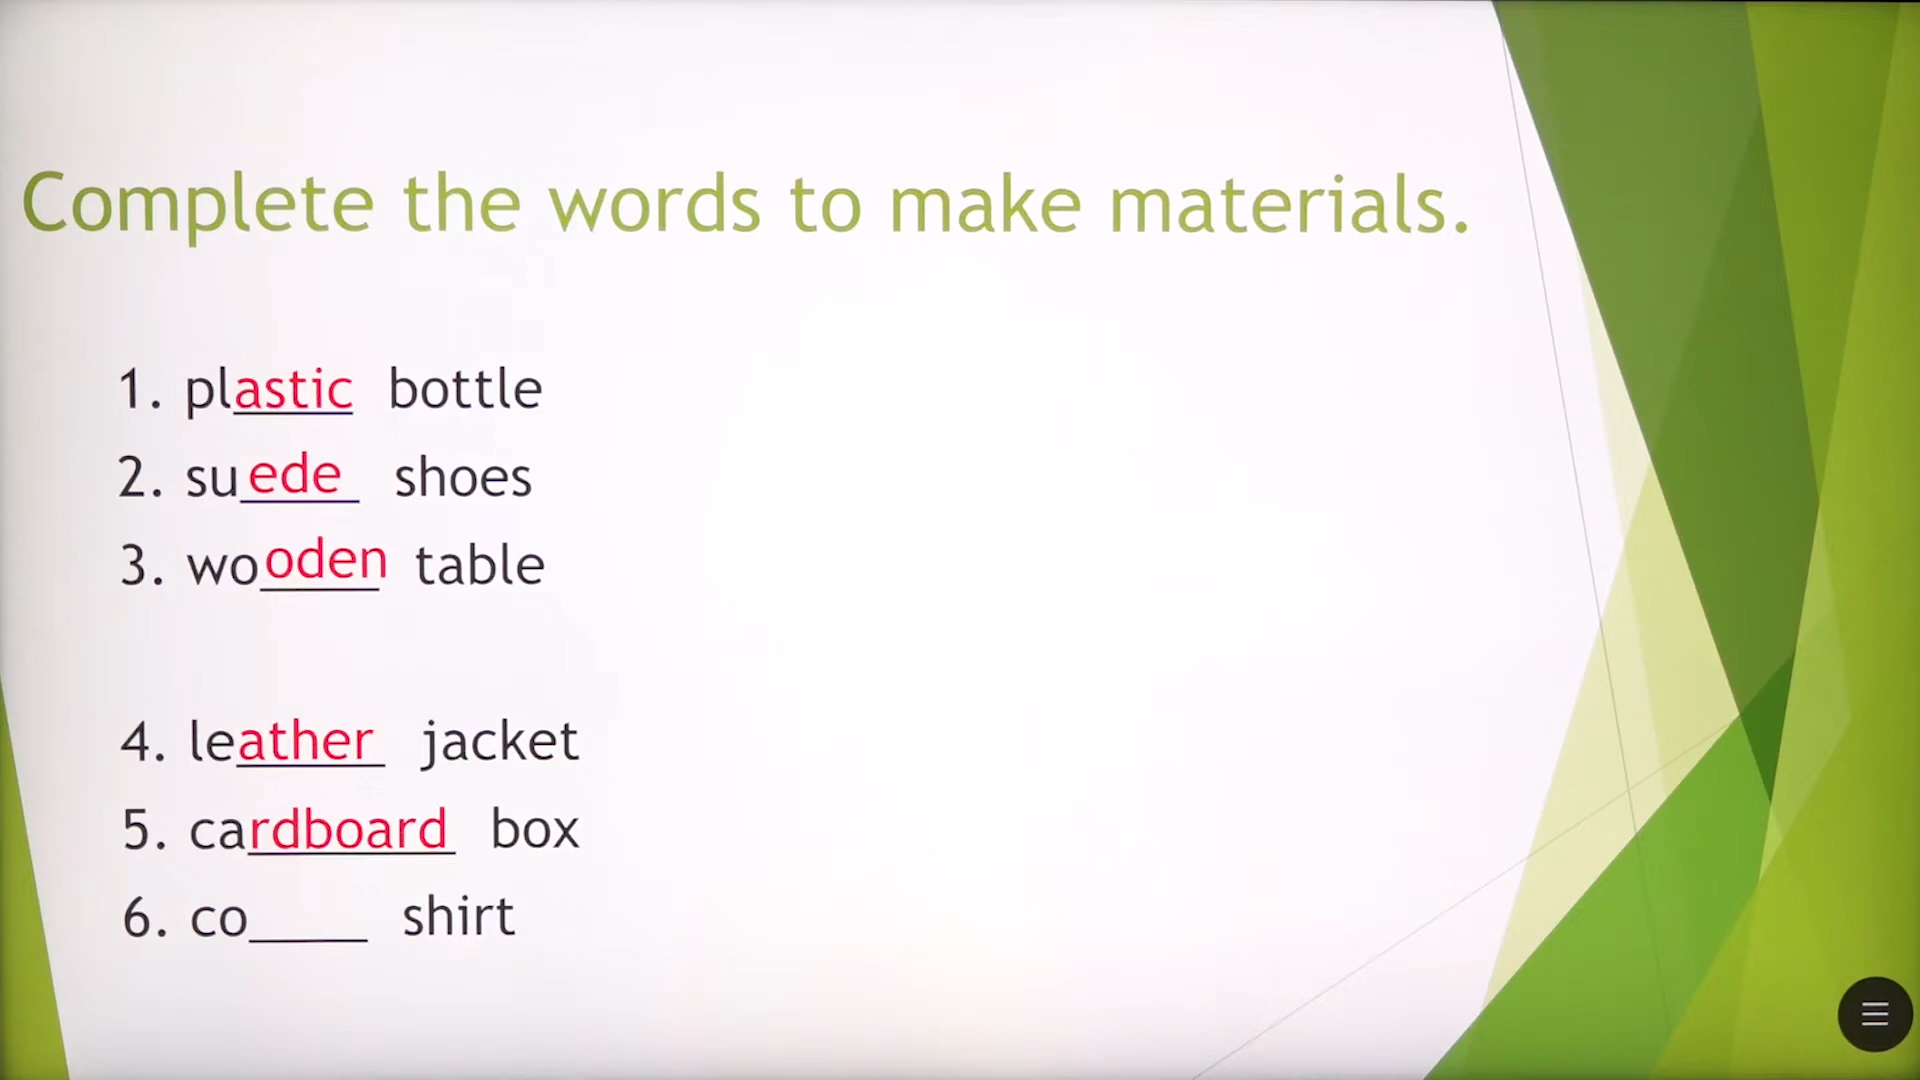 Complete the words to make materials.
1. plastic bottle
2. suede shoes
3. wooden table
4. leather jacket
5. cardboard box
6. co____ shirt